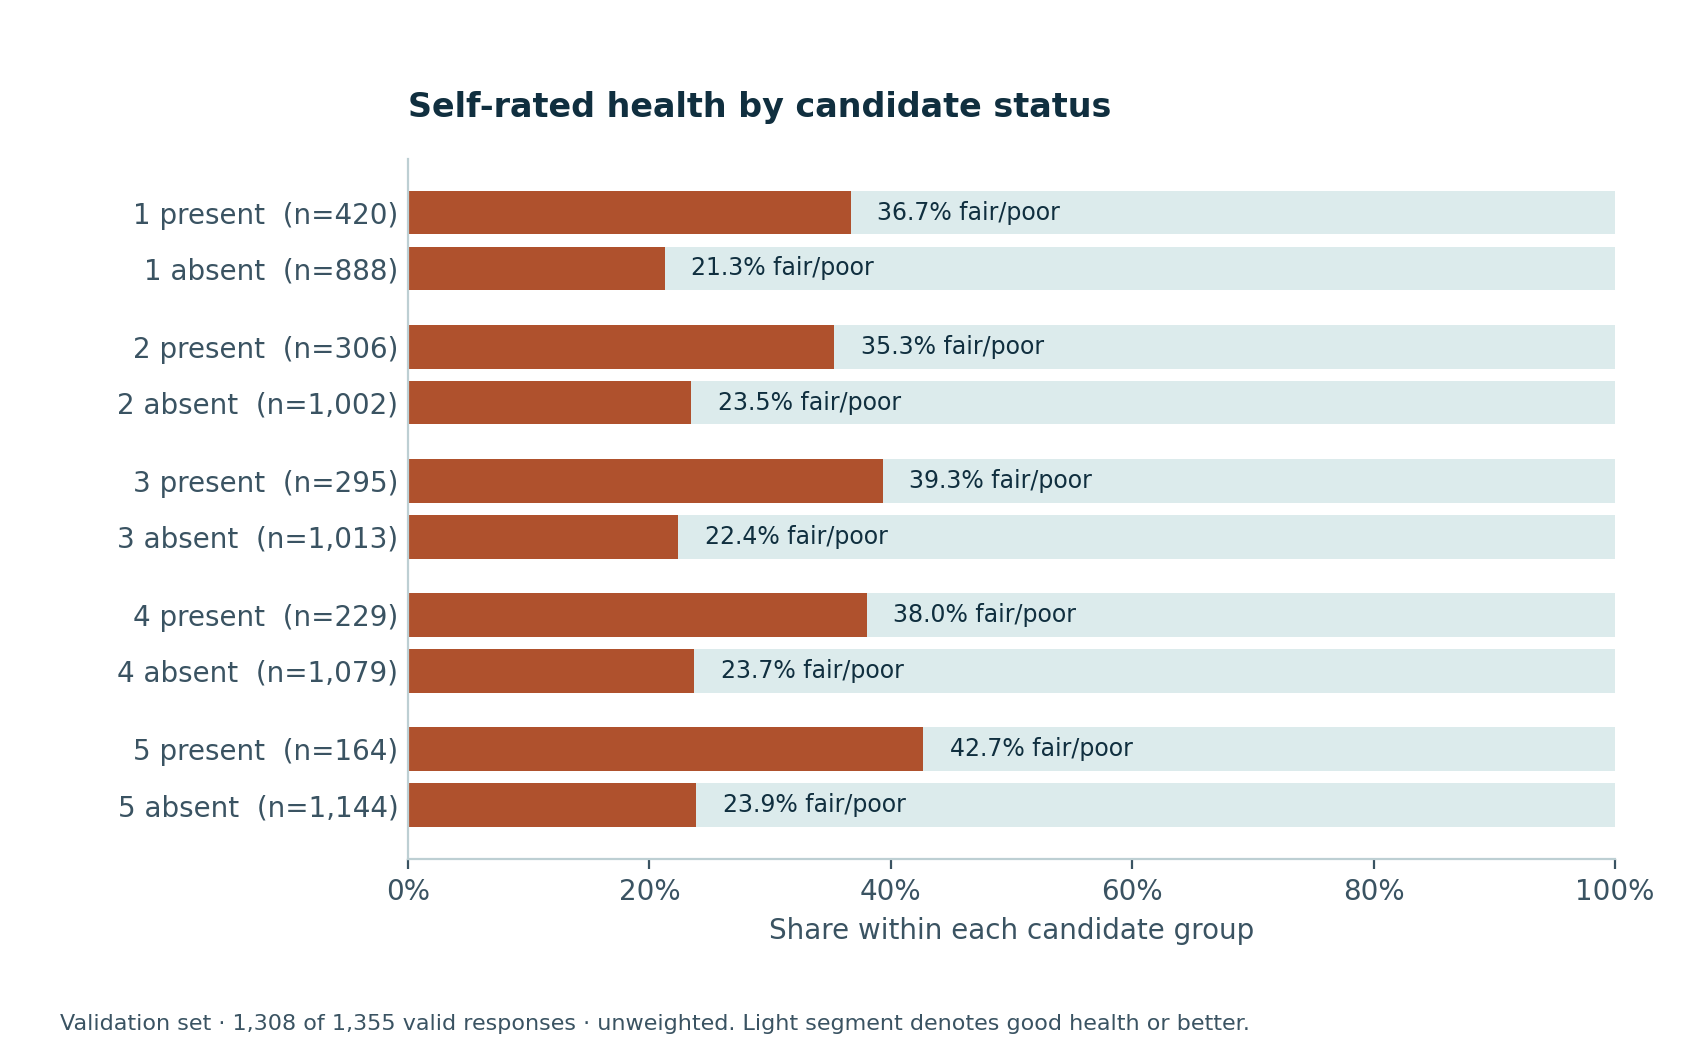 Self-rated health by candidate status
1 present (n=420)
36.7% fair/poor
1 absent (n=888)
21.3% fair/poor
2 present (n=306)
35.3% fair/poor
2 absent (n=1,002)
23.5% fair/poor
3 present (n=295)
39.3% fair/poor
3 absent (n=1,013)
22.4% fair/poor
4 present (n=229)
38.0% fair/poor
4 absent (n=1,079)
23.7% fair/poor
5 present (n=164)
42.7% fair/poor
5 absent (n=1,144)
23.9% fair/poor
0% 20% 40% 60% 80% 100%
Share within each candidate group
Validation set · 1,308 of 1,355 valid responses · unweighted. Light segment denotes good health or better.